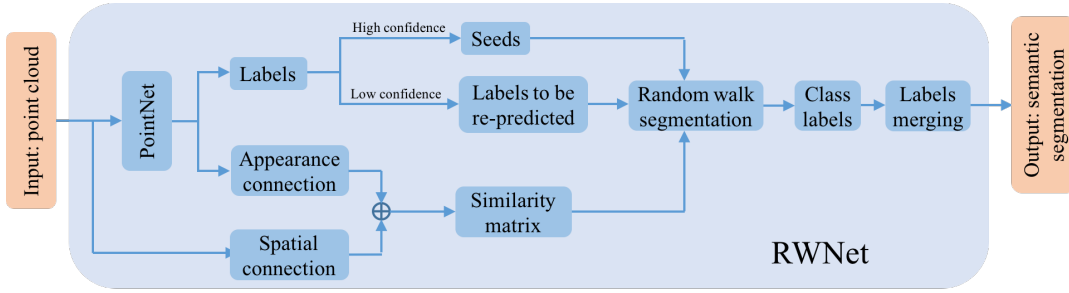 Input: point cloud
PointNet
Labels
High confidence
Low confidence
Seeds
Labels to be
re-predicted
Appearance
connection
Spatial
connection
Similarity
matrix
Random walk
segmentation
Class
labels
Labels
merging
Output: semantic
segmentation
RWNet